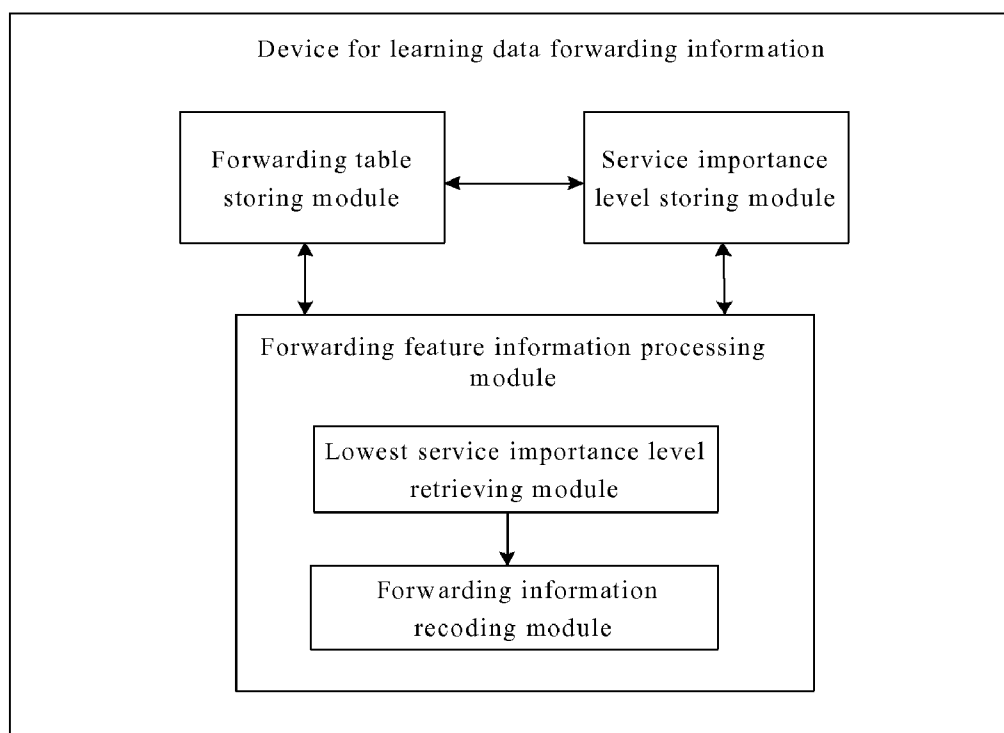 Device for learning data forwarding information
Forwarding table
storing module
Service importance
level storing module
Forwarding feature information processing
module
Lowest service importance level
retrieving module
Forwarding information
recoding module